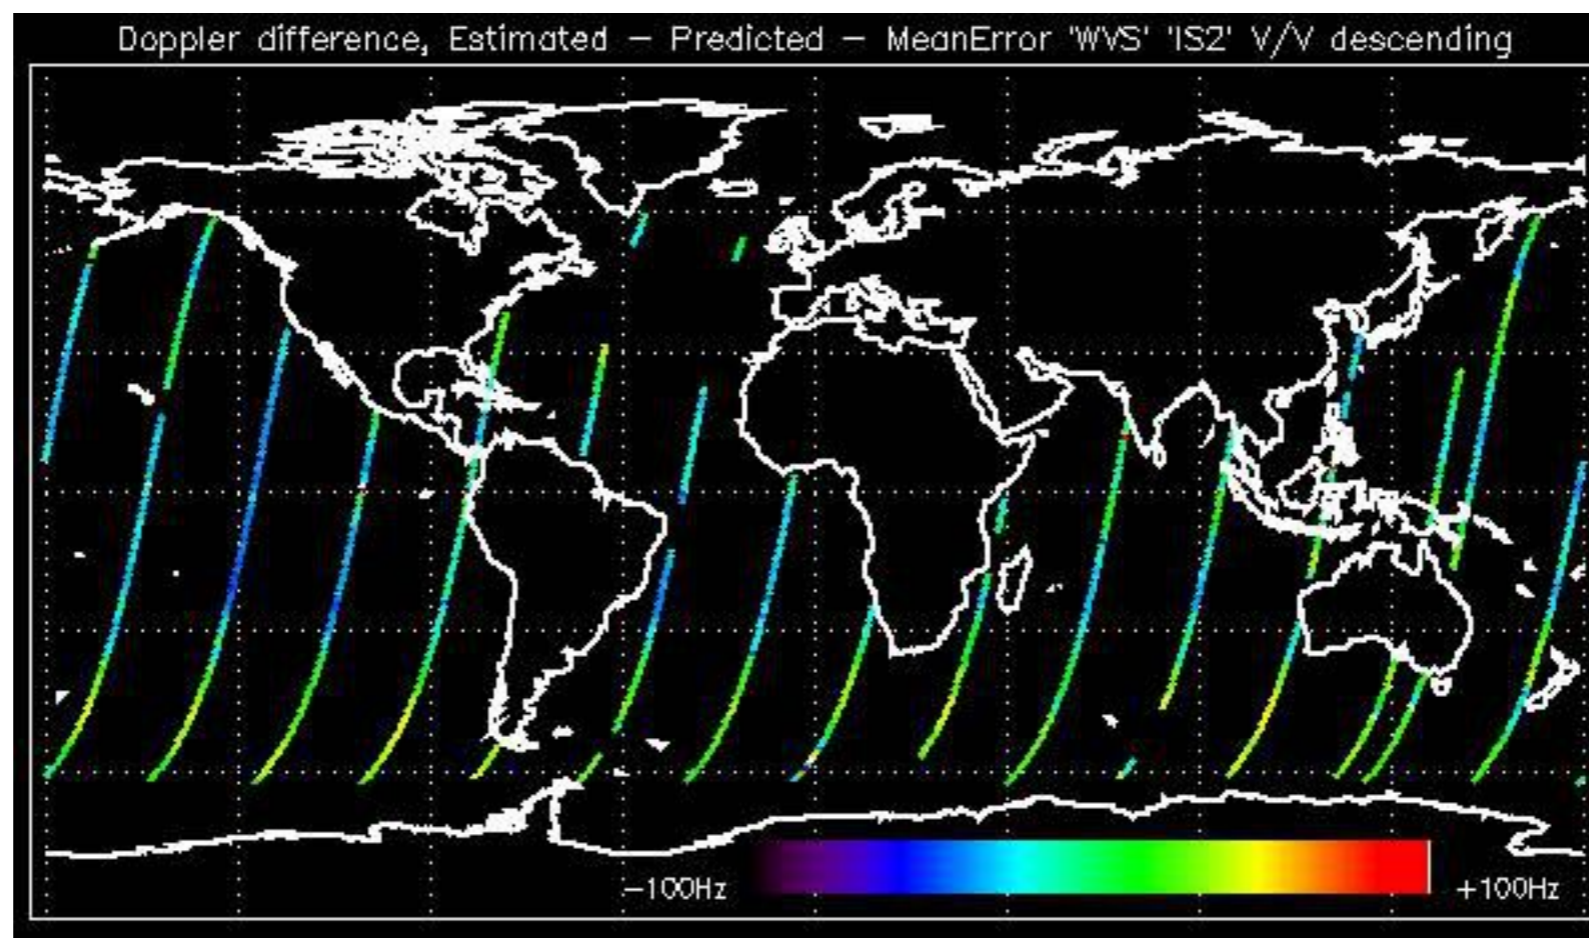 Doppler difference, Estimated - Predicted - MeanError 'WVS' 'IS2' V/V descending
-100Hz
+100Hz